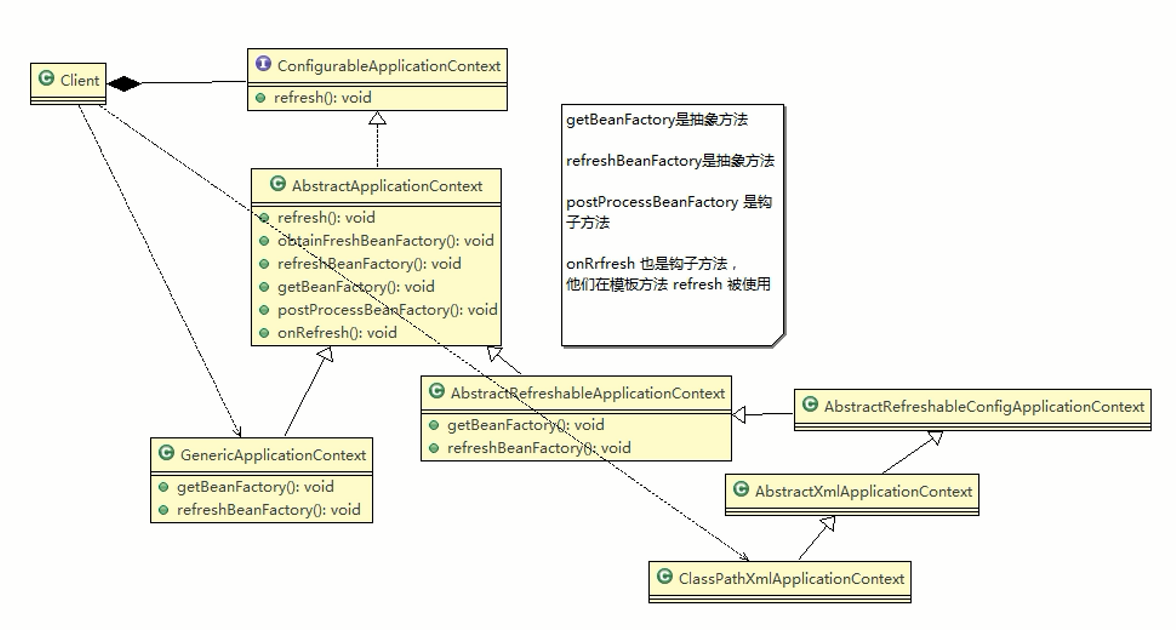 Client
I ConfigurableApplicationContext
refresh(): void
C AbstractApplicationContext
refresh(): void
obtainFreshBeanFactory(): void
refreshBeanFactory(): void
getBeanFactory(): void
postProcessBeanFactory(): void
onRefresh(): void
getBeanFactory是抽象方法
refreshBeanFactory是抽象方法
postProcessBeanFactory 是钩
子方法
onRrfresh 也是钩子方法，
他们在模板方法 refresh 被使用
C AbstractRefreshableApplicationContext
getBeanFactory(): void
refreshBeanFactory(): void
C AbstractRefreshableConfigApplicationContext
C GenericApplicationContext
getBeanFactory(): void
refreshBeanFactory(): void
C AbstractXmlApplicationContext
C ClassPathXmlApplicationContext